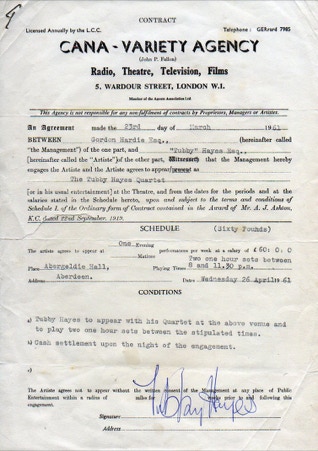 CONTRACT
Licensed Annually by the L.C.C. Telephone : GERrard 7985
CANA - VARIETY AGENCY
(John P. Fallon)
Radio, Theatre, Television, Films
5, WARDOUR STREET, LONDON W.1.
Member of the Agents Association Ltd
This Agency is not responsible for any non-fulfilment of contracts by Proprietors, Managers or Artistes.
An Agreement made the 23rd day of March 1961
BETWEEN Gordon Hardie Esq., (hereinafter called
"the Management") of the one part, and "Tubby" Hayes Esq.,
(hereinafter called the "Artiste") of the other part, Witnesseth that the Management hereby
engages the Artiste and the Artiste agrees to appear/present as
The Tubby Hayes Quartet
(or in his usual entertainment) at the Theatre, and from the dates for the periods and at the
salaries stated in the Schedule hereto, upon and subject to the terms and conditions of
Schedule I. of the Ordinary form of Contract contained in the Award of Mr. A. J. Ashton,
K.C. dated 22nd September, 1919.
SCHEDULE (Sixty Pounds)
The artiste agrees to appear at One Evening Matinee performances per week at a salary of £60: 0. 0
Place Abergeldie Hall, Playing Times Two one hour sets between 8 and 11.30 p.m.
Address Aberdeen. Dates Wednesday 26 April 61
CONDITIONS
a) Tubby Hayes to appear with his Quartet at the above venue and
to play two one hour sets between the stipulated times.
b) Cash settlement upon the night of the engagement.
The Artiste agrees not to appear without the written consent of the Management at any place of Public
Entertainment within a radius of miles for weeks prior to and following this
engagement.
Tubby Hayes
Signature
Address